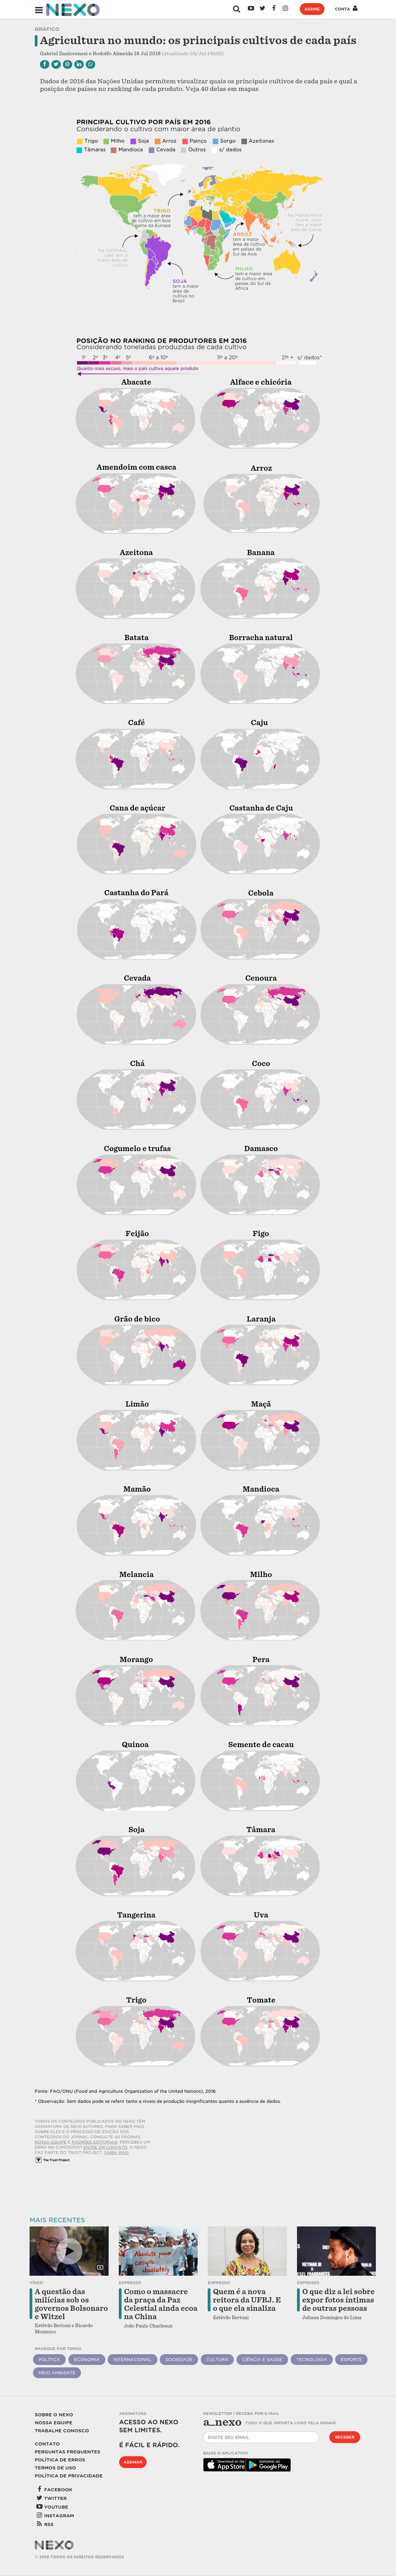 NEXO
ASSINE
CONTA
GRÁFICO
Agricultura no mundo: os principais cultivos de cada país
Gabriel Zanlorenssi e Rodolfo Almeida 18 Jul 2018 (atualizado 24/Jul 14h56)
Dados de 2016 das Nações Unidas permitem visualizar quais os principais cultivos de cada país e qual a
posição dos países no ranking de cada produto. Veja 40 delas em mapas
PRINCIPAL CULTIVO POR PAÍS EM 2016
Considerando o cultivo com maior área de plantio
Trigo Milho Soja Arroz Painço Sorgo Azeitonas
Tâmaras Mandioca Cevada Outros s/ dados
TRIGO
tem a maior área
de cultivo em boa
parte da Europa
Na Colômbia,
café tem a
maior área de
cultivo
Na Papua Nova
Guiné, coco
tem a maior
área de cultivo
ARROZ
tem a maior
área de cultivo
em países do
Sul da Ásia
SOJA
tem a maior
área de
cultivo no
Brasil
MILHO
tem a maior área
de cultivo em
países do Sul da
África
POSIÇÃO NO RANKING DE PRODUTORES EM 2016
Considerando toneladas produzidas de cada cultivo
1º 2º 3º 4º 5º 6º a 10º 11º a 20º 21º + s/ dados*
Quanto mais escuro, mais o país cultiva aquele produto
Abacate
Alface e chicória
Amendoim com casca
Arroz
Azeitona
Banana
Batata
Borracha natural
Café
Caju
Cana de açúcar
Castanha de Caju
Castanha do Pará
Cebola
Cevada
Cenoura
Chá
Coco
Cogumelo e trufas
Damasco
Feijão
Figo
Grão de bico
Laranja
Limão
Maçã
Mamão
Mandioca
Melancia
Milho
Morango
Pera
Quinoa
Semente de cacau
Soja
Tâmara
Tangerina
Uva
Trigo
Tomate
Fonte: FAO/ONU (Food and Agriculture Organization of the United Nations), 2016.
* Observação: Sem dados pode se referir tanto a níveis de produção insignificantes quanto a ausência de dados.
TODOS OS CONTEÚDOS PUBLICADOS NO NEXO TÊM
ASSINATURA DE SEUS AUTORES. PARA SABER MAIS
SOBRE ELES E O PROCESSO DE EDIÇÃO DOS
CONTEÚDOS DO JORNAL, CONSULTE AS PÁGINAS
NOSSA EQUIPE E PADRÕES EDITORIAIS. PERCEBEU UM
ERRO NO CONTEÚDO? ENTRE EM CONTATO. O NEXO
FAZ PARTE DO TRUST PROJECT. SAIBA MAIS.
The Trust Project
MAIS RECENTES
VÍDEO
A questão das
milícias sob os
governos Bolsonaro
e Witzel
Estêvão Bertoni e Ricardo
Monteiro
EXPRESSO
Como o massacre
da praça da Paz
Celestial ainda ecoa
na China
João Paulo Charleaux
EXPRESSO
Quem é a nova
reitora da UFRJ. E
o que ela sinaliza
Estêvão Bertoni
EXPRESSO
O que diz a lei sobre
expor fotos íntimas
de outras pessoas
Juliana Domingos de Lima
NAVEGUE POR TEMAS
POLÍTICA ECONOMIA INTERNACIONAL SOCIEDADE CULTURA CIÊNCIA E SAÚDE TECNOLOGIA ESPORTE
MEIO AMBIENTE
SOBRE O NEXO
NOSSA EQUIPE
TRABALHE CONOSCO
CONTATO
PERGUNTAS FREQUENTES
POLÍTICA DE ERROS
TERMOS DE USO
POLÍTICA DE PRIVACIDADE
FACEBOOK
TWITTER
YOUTUBE
INSTAGRAM
RSS
ASSINATURA
ACESSO AO NEXO
SEM LIMITES.
É FÁCIL E RÁPIDO.
ASSINAR
NEWSLETTER | RECEBA POR E-MAIL
a_nexo TUDO O QUE IMPORTA LOGO PELA MANHÃ
DIGITE SEU EMAIL
RECEBER
BAIXE O APLICATIVO
App Store
Google Play
NEXO
TODOS OS DIREITOS RESERVADOS